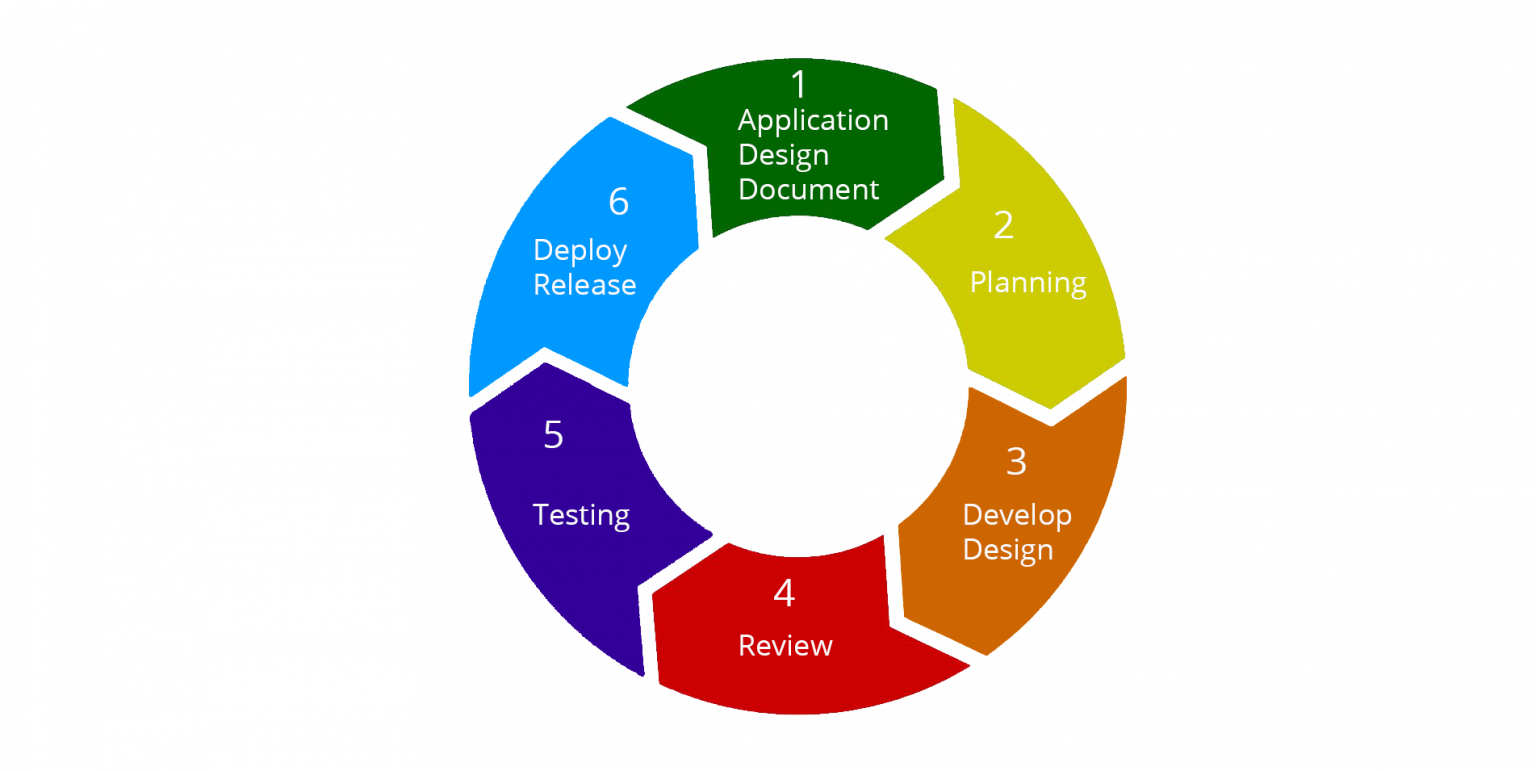 1
Application
Design
Document
2
Planning
3
Develop
Design
4
Review
5
Testing
6
Deploy
Release